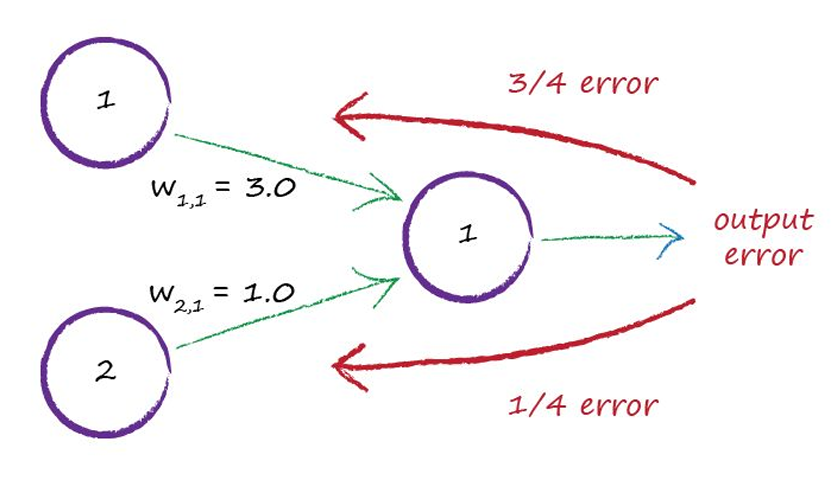 1
3/4 error
w1,1 = 3.0
1
output
error
w2,1 = 1.0
2
1/4 error